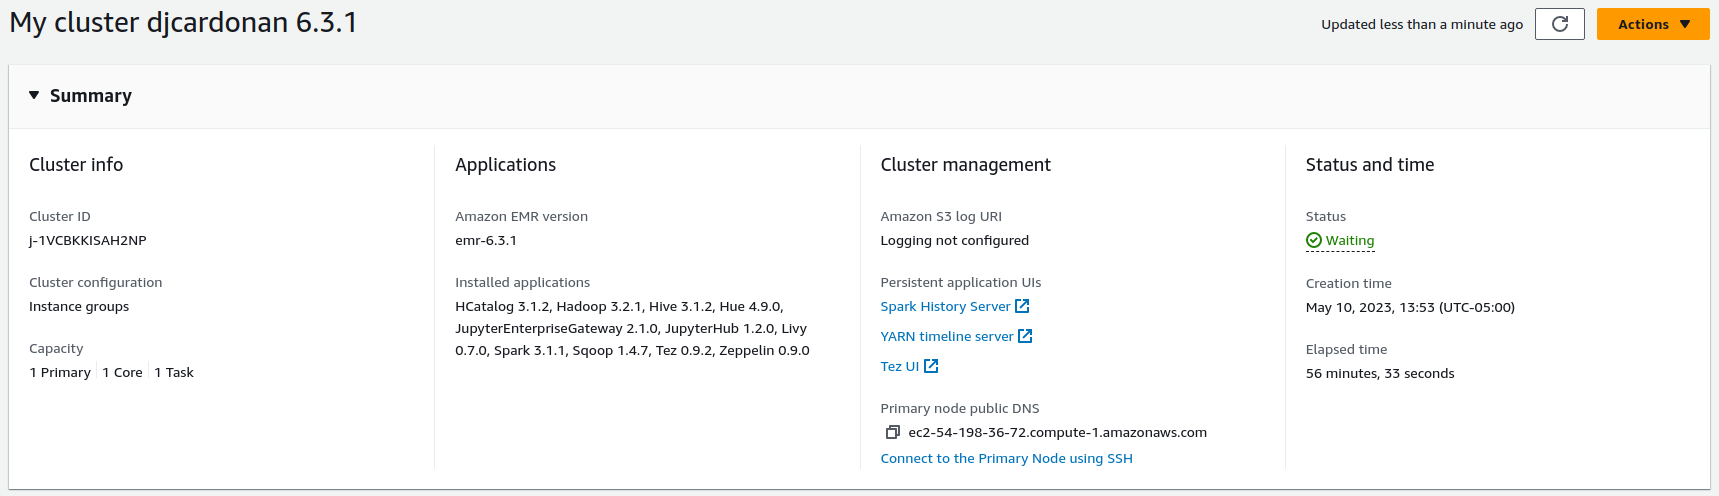 My cluster djcardonan 6.3.1
Updated less than a minute ago
Actions
Summary
Cluster info
Cluster ID
j-1VCBKKISAH2NP
Cluster configuration
Instance groups
Capacity
1 Primary 1 Core 1 Task
Applications
Amazon EMR version
emr-6.3.1
Installed applications
HCatalog 3.1.2, Hadoop 3.2.1, Hive 3.1.2, Hue 4.9.0,
JupyterEnterpriseGateway 2.1.0, JupyterHub 1.2.0, Livy
0.7.0, Spark 3.1.1, Sqoop 1.4.7, Tez 0.9.2, Zeppelin 0.9.0
Cluster management
Amazon S3 log URI
Logging not configured
Persistent application UIs
Spark History Server
YARN timeline server
Tez UI
Primary node public DNS
ec2-54-198-36-72.compute-1.amazonaws.com
Connect to the Primary Node using SSH
Status and time
Status
Waiting
Creation time
May 10, 2023, 13:53 (UTC-05:00)
Elapsed time
56 minutes, 33 seconds